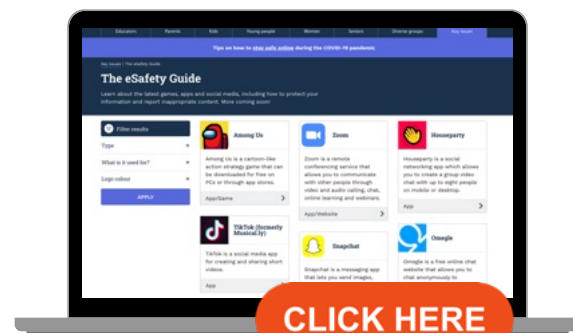 Educators Parents Kids Young people Women Seniors Diverse groups Key issues
Tips on how to stay safe online during the COVID-19 pandemic
Key issues | The eSafety Guide
The eSafety Guide
Learn about the latest games, apps and social media, including how to protect your
information and report inappropriate content. More coming soon!
Filter results
Type
What is it used for?
Logo colour
APPLY
Among Us
Among Us is a cartoon-like
action strategy game that can
be downloaded for free on
PCs or through app stores.
App/Game
Zoom
Zoom is a remote
conferencing service that
allows you to communicate
with other people through
video and audio calling, chat,
online learning and webinars.
App/Website
Houseparty
Houseparty is a social
networking app which allows
you to create a group video
chat with up to eight people
on mobile or desktop.
App
TikTok (formerly
Musical.ly)
TikTok is a social media app
for creating and sharing short
videos.
App
Snapchat
Snapchat is a messaging app
that lets you send images,
Omegle
Omegle is a free online chat
website that allows you to
chat anonymously to
CLICK HERE